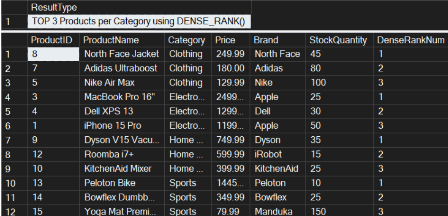 ResultType
1 TOP 3 Products per Category using DENSE_RANK()
ProductID ProductName Category Price Brand StockQuantity DenseRankNum
1 8 North Face Jacket Clothing 249.99 North Face 45 1
2 7 Adidas Ultraboost Clothing 180.00 Adidas 80 2
3 5 Nike Air Max Clothing 129.99 Nike 100 3
4 3 MacBook Pro 16" Electro... 2499... Apple 25 1
5 4 Dell XPS 13 Electro... 1299... Dell 30 2
6 1 iPhone 15 Pro Electro... 1199... Apple 50 3
7 9 Dyson V15 Vacu... Home ... 749.99 Dyson 35 1
8 12 Roomba i7+ Home ... 599.99 iRobot 15 2
9 10 KitchenAid Mixer Home ... 399.99 KitchenAid 25 3
10 13 Peloton Bike Sports 1445... Peloton 10 1
11 14 Bowflex Dumbb... Sports 349.99 Bowflex 25 2
12 15 Yoga Mat Premi... Sports 79.99 Manduka 150 3